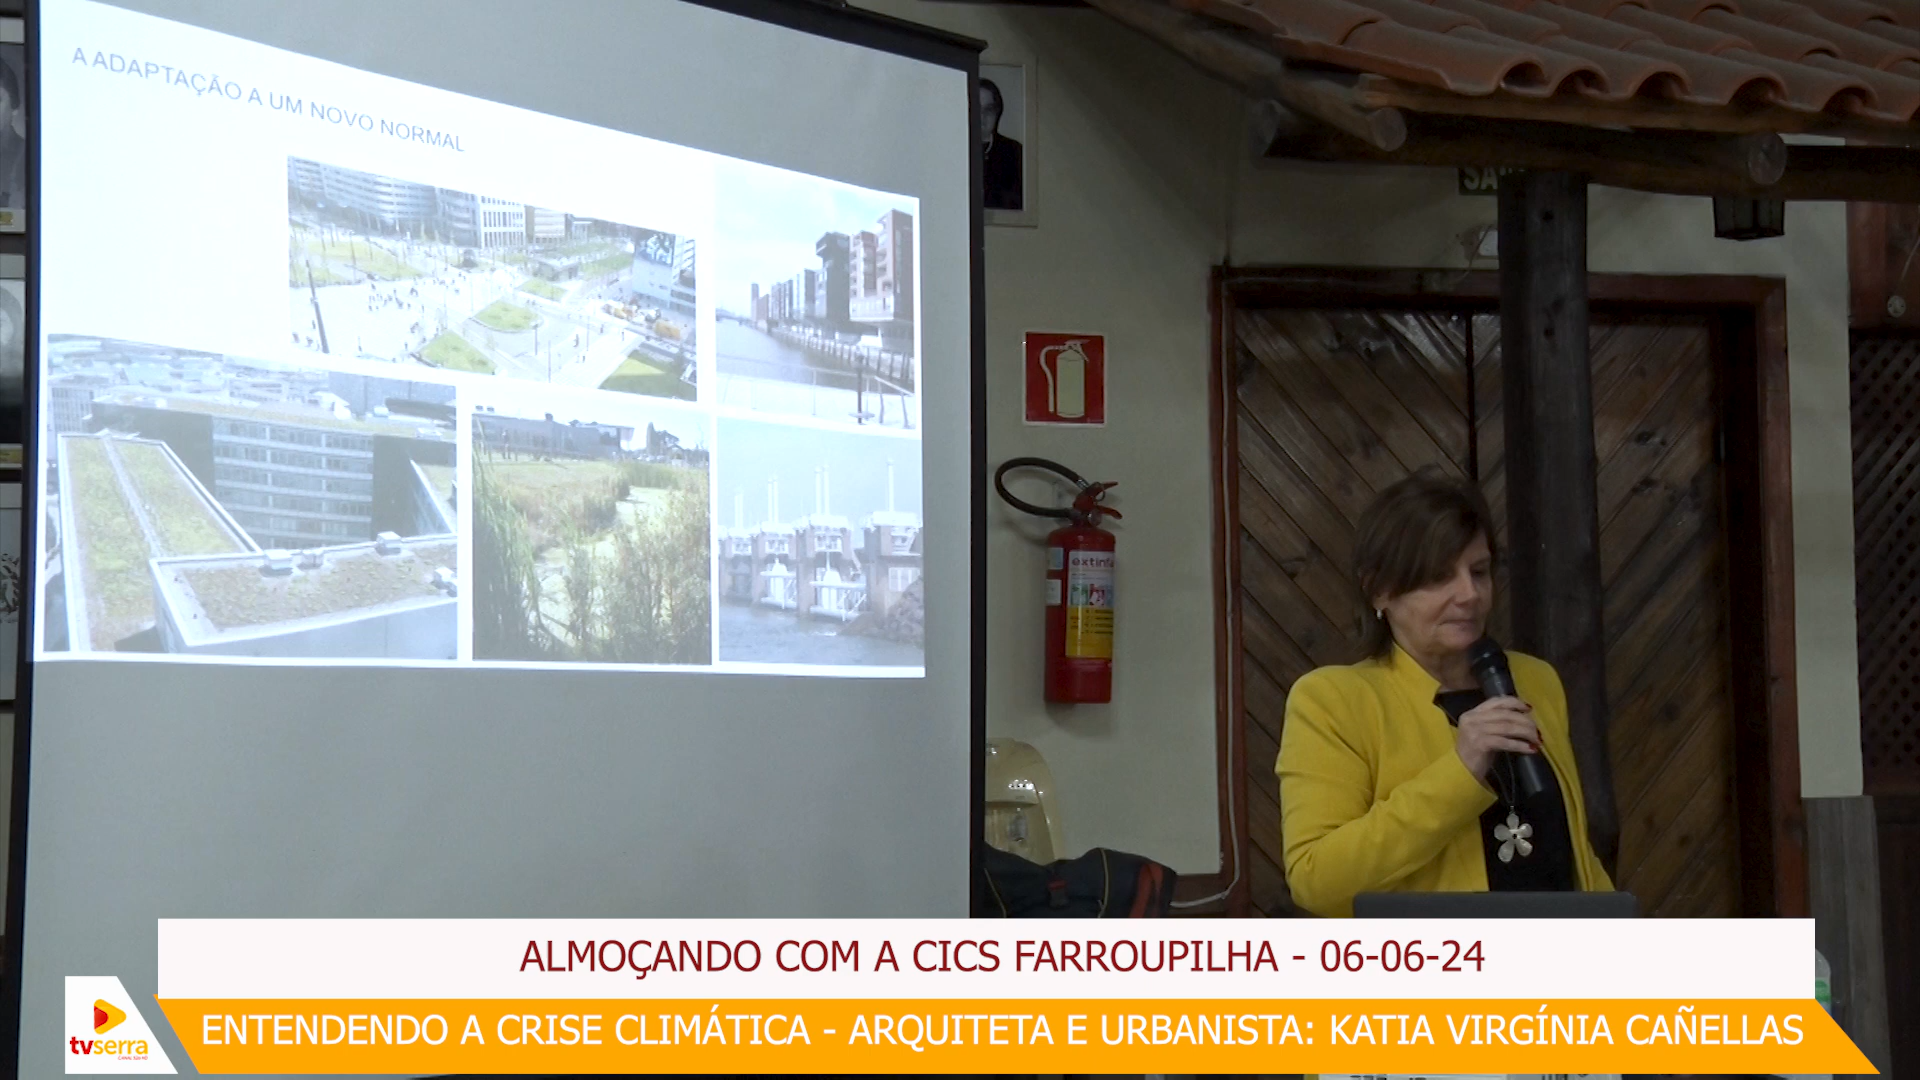 A ADAPTAÇÃO A UM NOVO NORMAL
extinfa
ALMOÇANDO COM A CICS FARROUPILHA - 06-06-24
ENTENDENDO A CRISE CLIMÁTICA - ARQUITETA E URBANISTA: KATIA VIRGÍNIA CAÑELLAS
tvserra